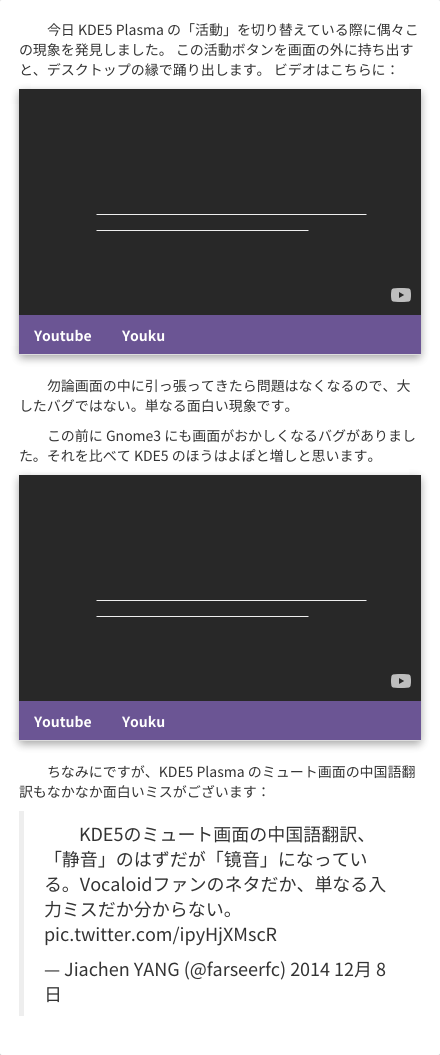 今日 KDE5 Plasma の「活動」を切り替えている際に偶々こ
の現象を発見しました。 この活動ボタンを画面の外に持ち出す
と、デスクトップの縁で踊り出します。 ビデオはこちらに：
Youtube Youku
勿論画面の中に引っ張ってきたら問題はなくなるので、大
したバグではない。単なる面白い現象です。
この前に Gnome3 にも画面がおかしくなるバグがありまし
た。それを比べて KDE5 のほうはよぽと増しと思います。
Youtube Youku
ちなみにですが、KDE5 Plasma のミュート画面の中国語翻
訳もなかなか面白いミスがございます：
KDE5のミュート画面の中国語翻訳、
「静音」のはずだが「镜音」になってい
る。Vocaloidファンのネタだか、単なる入
力ミスだか分からない。
pic.twitter.com/ipyHjXMscR
— Jiachen YANG (@farseerfc) 2014 12月 8
日